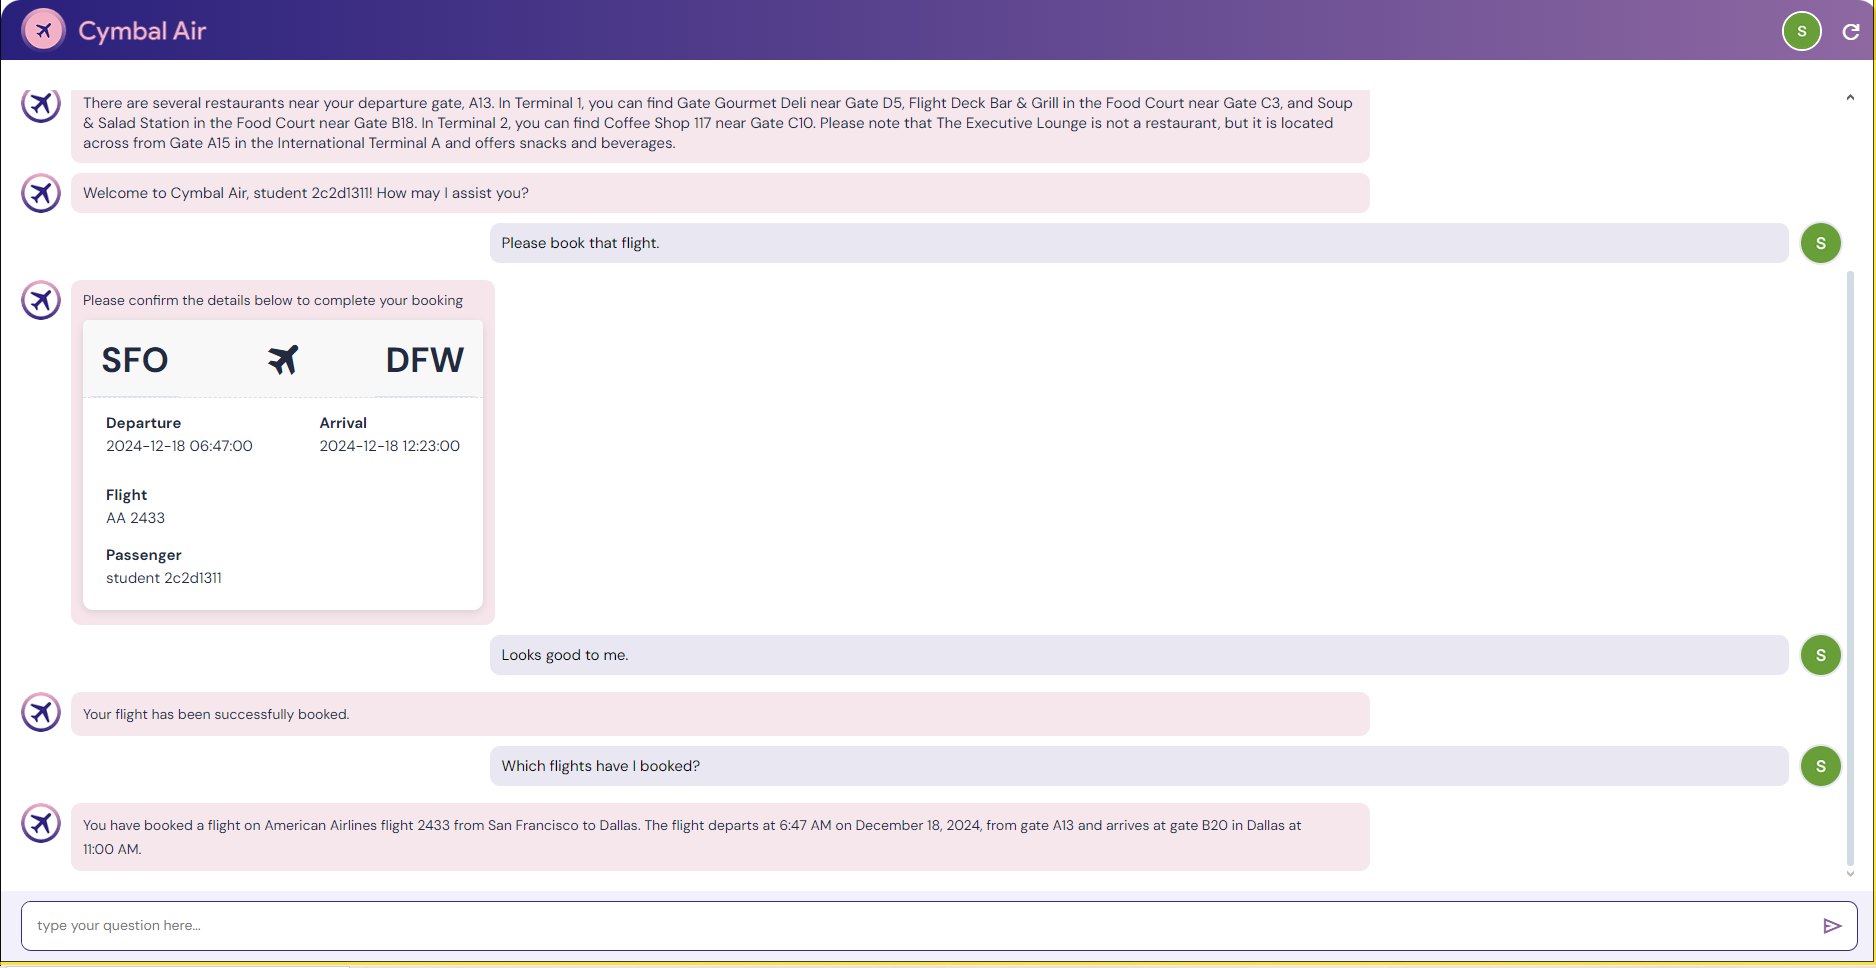 Cymbal Air
S
There are several restaurants near your departure gate, A13. In Terminal 1, you can find Gate Gourmet Deli near Gate D5, Flight Deck Bar & Grill in the Food Court near Gate C3, and Soup
& Salad Station in the Food Court near Gate B18. In Terminal 2, you can find Coffee Shop 117 near Gate C10. Please note that The Executive Lounge is not a restaurant, but it is located
across from Gate A15 in the International Terminal A and offers snacks and beverages.
Welcome to Cymbal Air, student 2c2d1311! How may I assist you?
Please book that flight.
S
Please confirm the details below to complete your booking
SFO DFW
Departure Arrival
2024-12-18 06:47:00 2024-12-18 12:23:00
Flight
AA 2433
Passenger
student 2c2d1311
Looks good to me.
S
Your flight has been successfully booked.
Which flights have I booked?
S
You have booked a flight on American Airlines flight 2433 from San Francisco to Dallas. The flight departs at 6:47 AM on December 18, 2024, from gate A13 and arrives at gate B20 in Dallas at
11:00 AM.
type your question here...